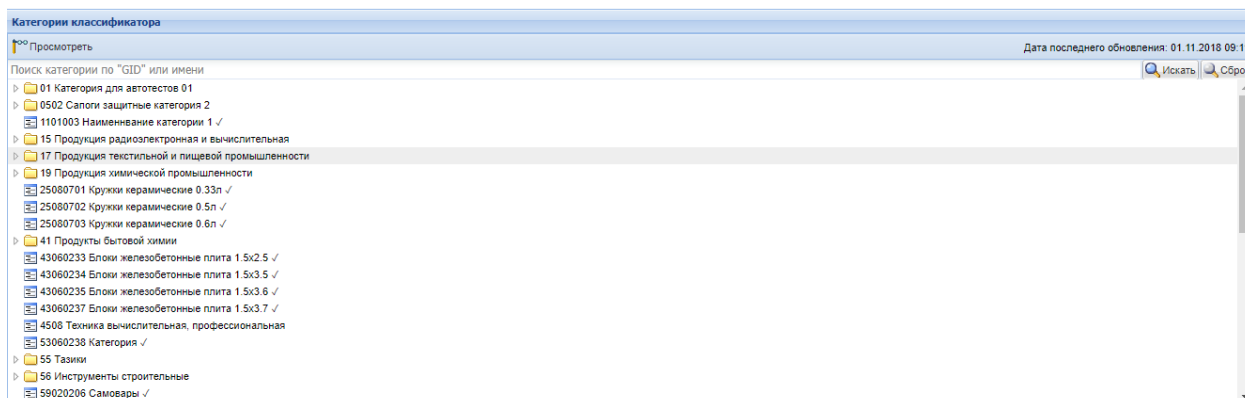 Категории классификатора
Просмотреть Дата последнего обновления: 01.11.2018 09:1
Поиск категории по "GID" или имени Искать Сбро
01 Категория для автотестов 01
0502 Сапоги защитные категория 2
1101003 Наименнвание категории 1 ✓
15 Продукция радиоэлектронная и вычислительная
17 Продукция текстильной и пищевой промышленности
19 Продукция химической промышленности
25080701 Кружки керамические 0.33л ✓
25080702 Кружки керамические 0.5л ✓
25080703 Кружки керамические 0.6л ✓
41 Продукты бытовой химии
43060233 Блоки железобетонные плита 1.5x2.5 ✓
43060234 Блоки железобетонные плита 1.5x3.5 ✓
43060235 Блоки железобетонные плита 1.5x3.6 ✓
43060237 Блоки железобетонные плита 1.5x3.7 ✓
4508 Техника вычислительная, профессиональная
53060238 Категория ✓
55 Тазики
56 Инструменты строительные
59020206 Самовары ✓